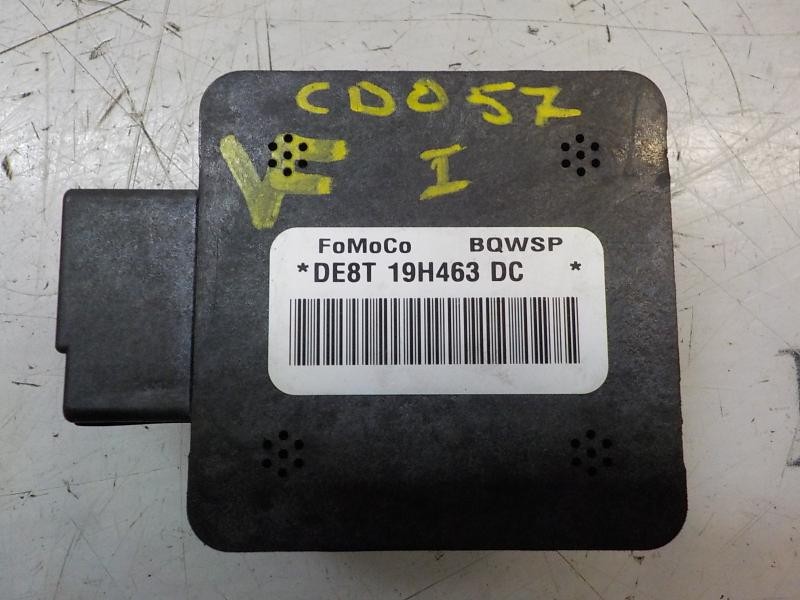 CD057
VF I
FoMoCo BQWSP
*DE8T 19H463 DC *